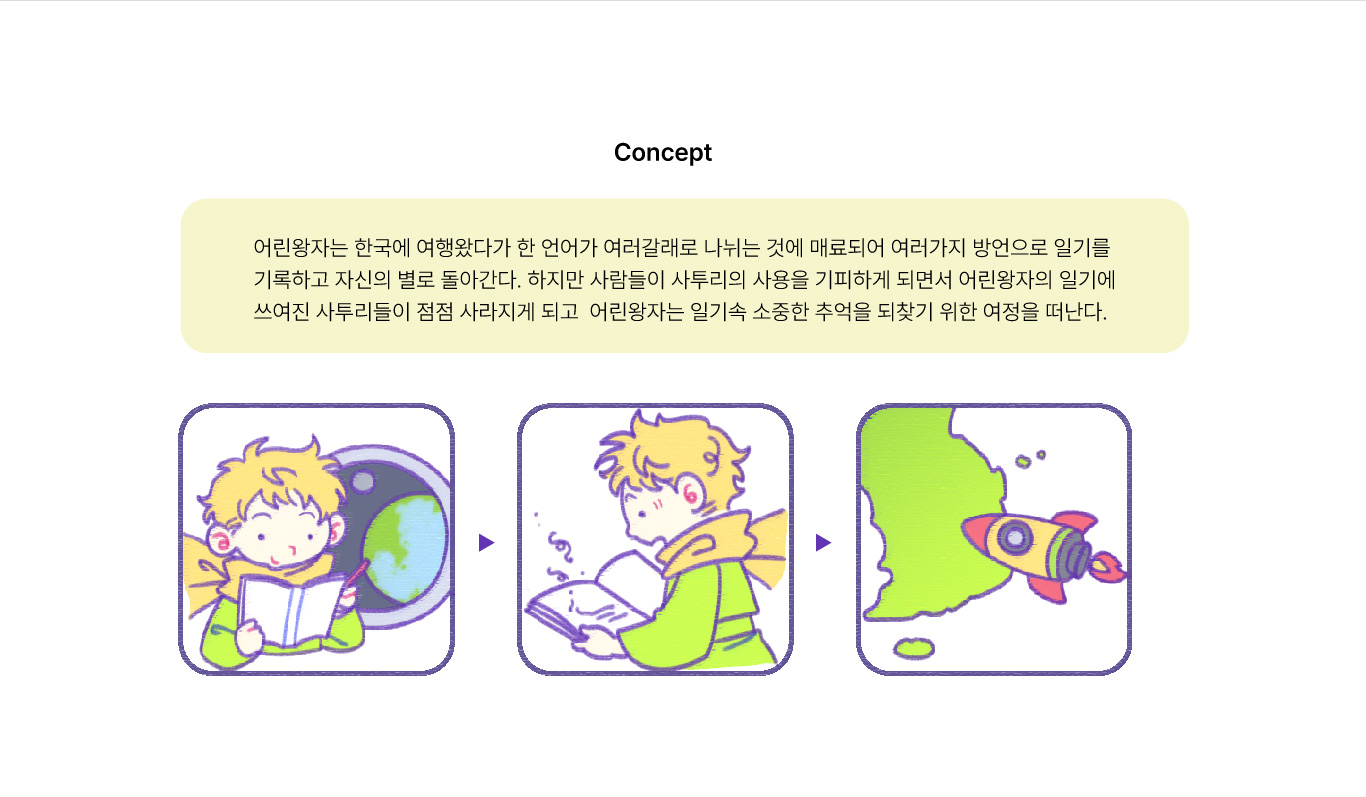 Concept
어린왕자는 한국에 여행왔다가 한 언어가 여러갈래로 나뉘는 것에 매료되어 여러가지 방언으로 일기를
기록하고 자신의 별로 돌아간다. 하지만 사람들이 사투리의 사용을 기피하게 되면서 어린왕자의 일기에
쓰여진 사투리들이 점점 사라지게 되고  어린왕자는 일기속 소중한 추억을 되찾기 위한 여정을 떠난다.